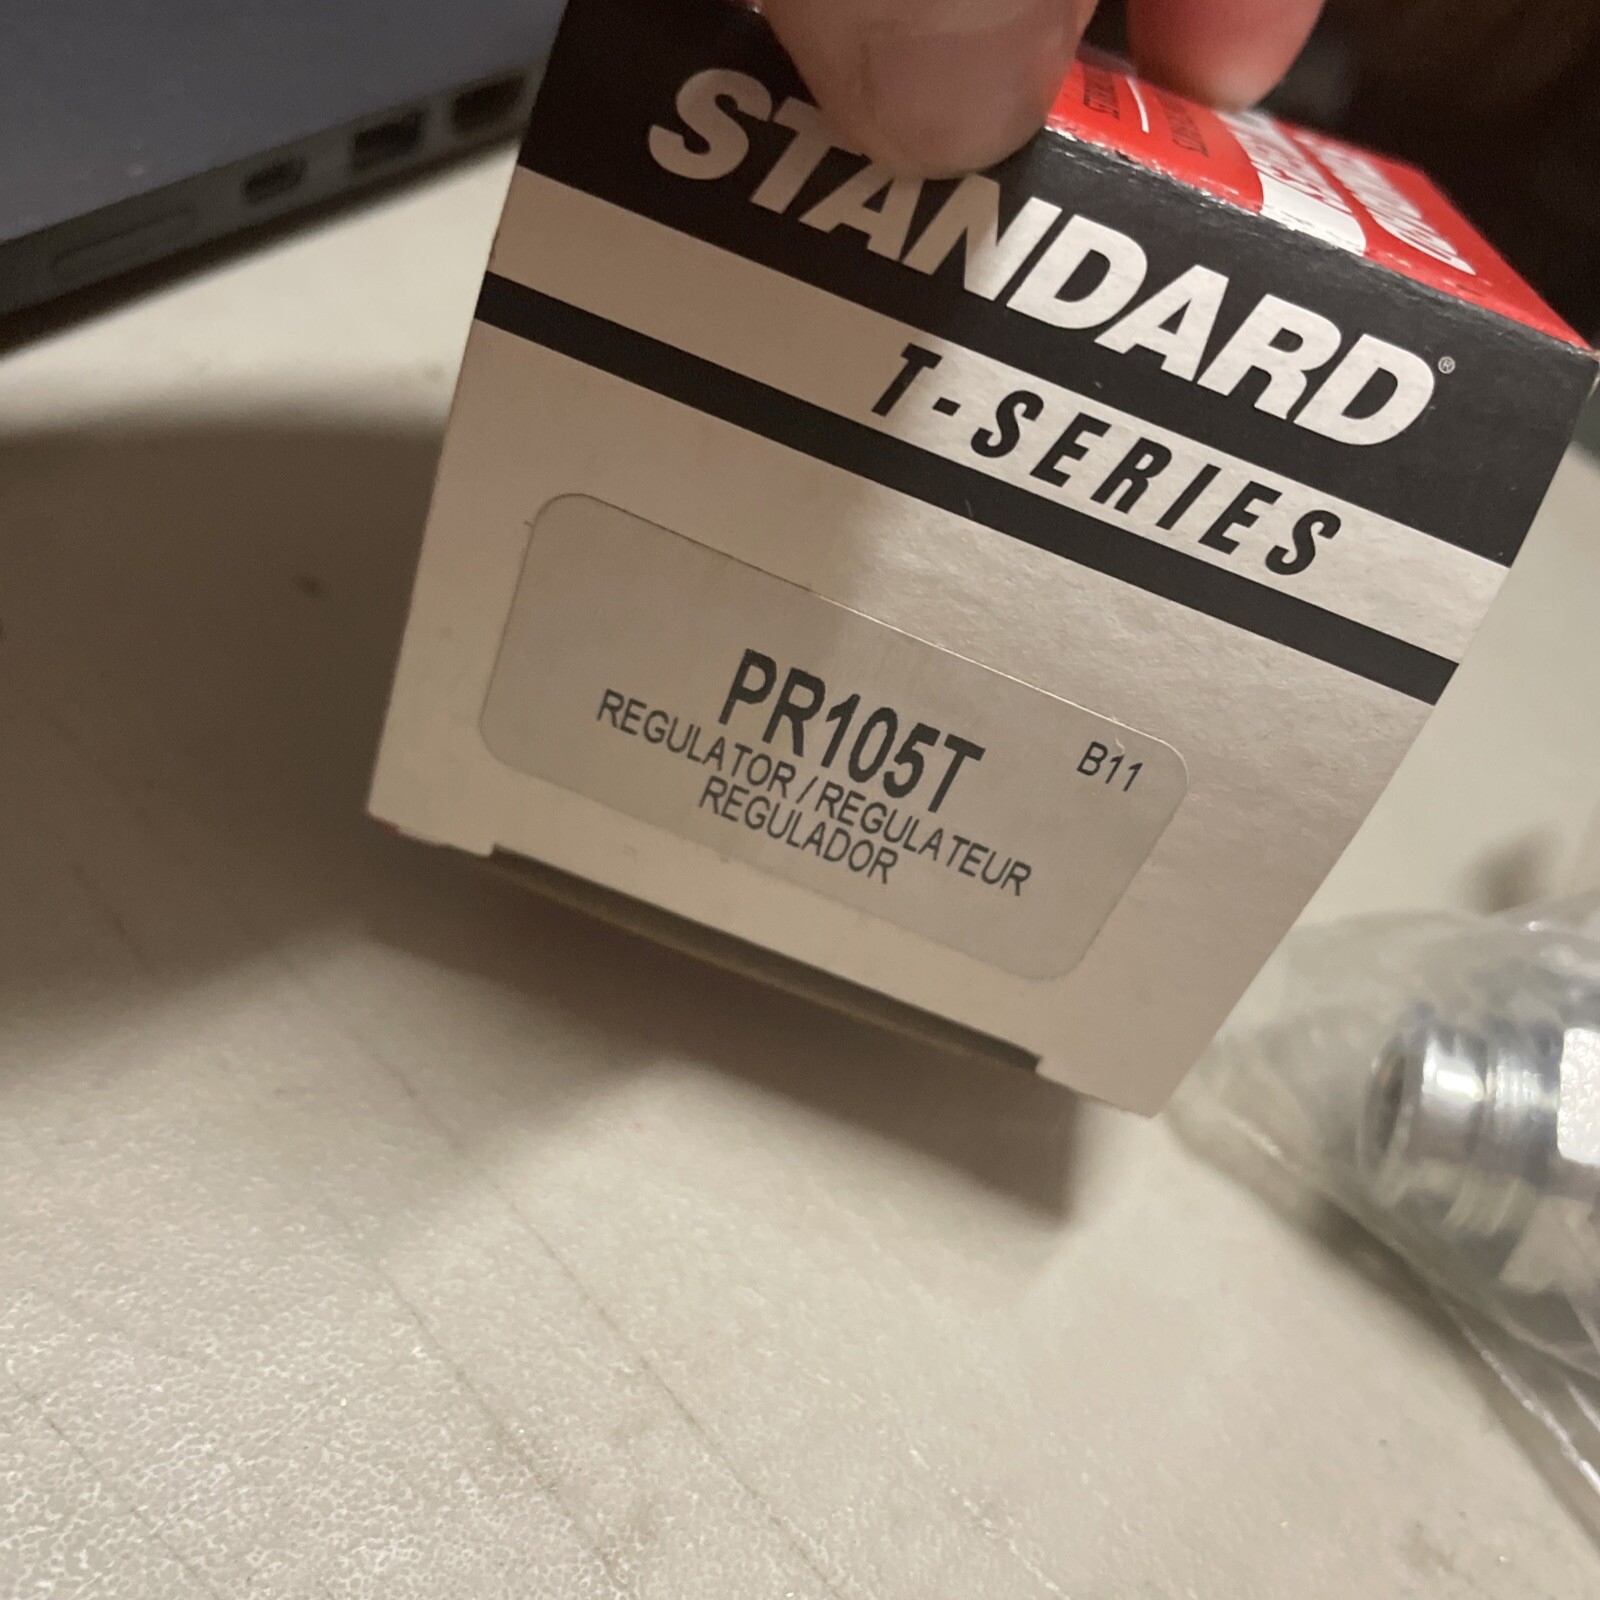 STANDARD®
T-SERIES
PR105T
B11
REGULATOR / REGULATEUR
REGULADOR